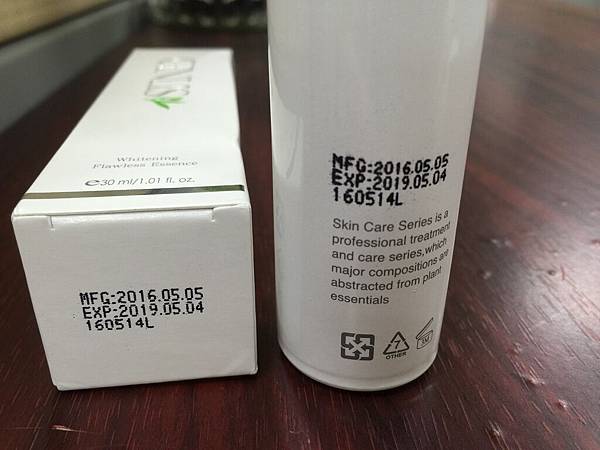 Whitening
Flawless Essence
℮30 ml/1.01 fl. oz.
MFG:2016.05.05
EXP:2019.05.04
160514L
MFG:2016.05.05
EXP:2019.05.04
160514L
Skin Care Series is a
professional treatment
and care series,which
major compositions are
abstracted from plant
essentials
7
OTHER